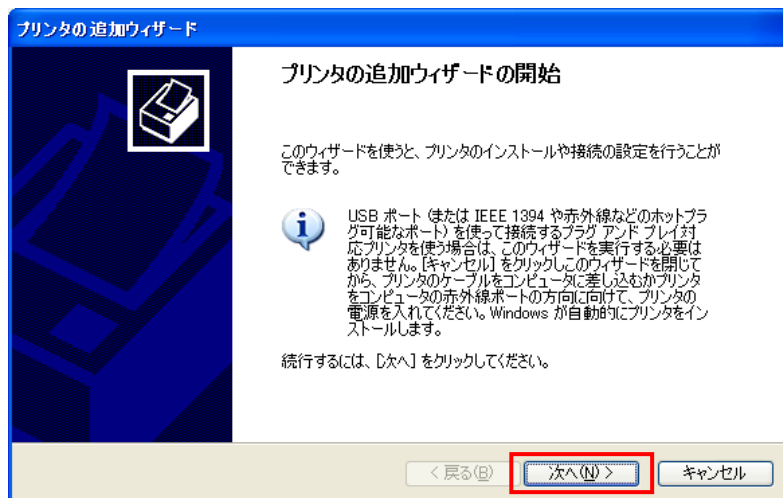 プリンタの追加ウィザード
プリンタの追加ウィザードの開始
このウィザードを使うと、プリンタのインストールや接続の設定を行うことが
できます。
USB ポート (または IEEE 1394 や赤外線などのホットプラ
グ可能なポート) を使って接続するプラグ アンド プレイ対
応プリンタを使う場合は、このウィザードを実行する必要は
ありません。[キャンセル] をクリックしこのウィザードを閉じて
から、プリンタのケーブルをコンピュータに差し込むかプリンタ
をコンピュータの赤外線ポートの方向に向けて、プリンタの
電源を入れてください。Windows が自動的にプリンタをイン
ストールします。
続行するには、[次へ] をクリックしてください。
< 戻る(B)
次へ(N) >
キャンセル